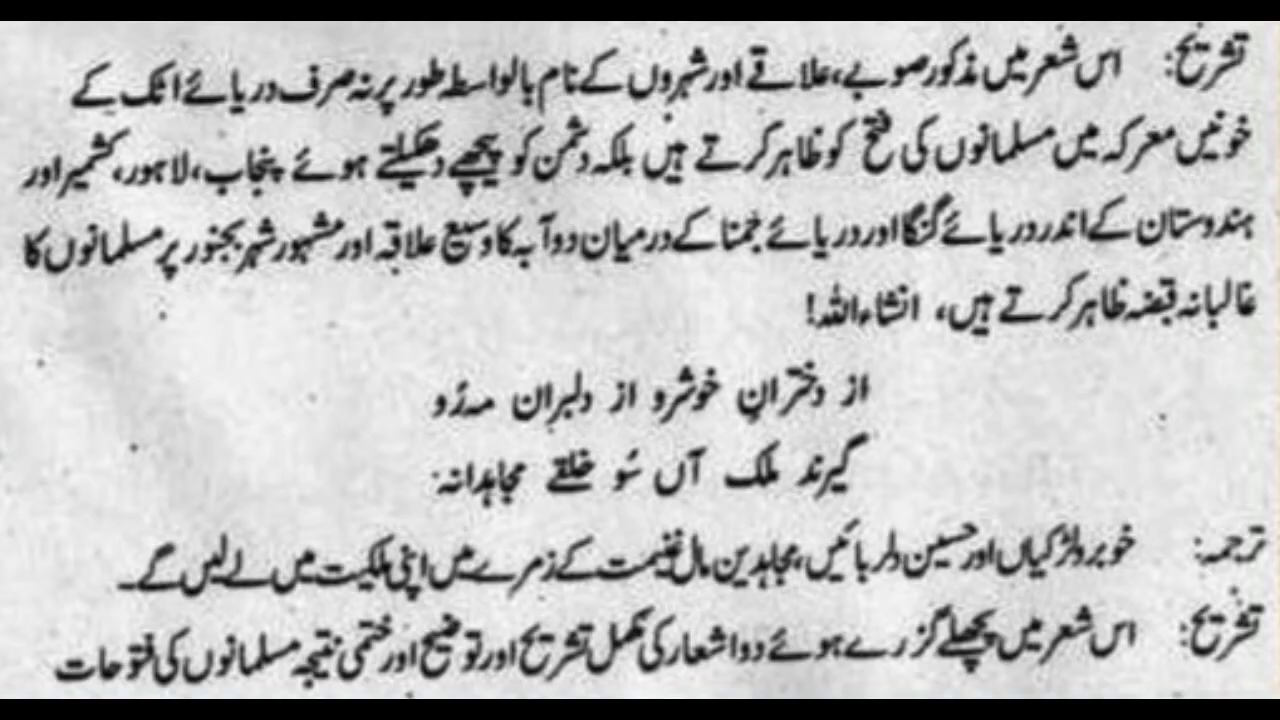 تشریح: اس شعر میں مذکور صوبے، علاقے اور شہروں کے نام بالواسطہ طور پر نہ صرف دریائے اٹک کے
خونیں معرکہ میں مسلمانوں کی فتح کو ظاہر کرتے ہیں بلکہ دشمن کو پیچھے دھکیلتے ہوئے پنجاب، لاہور، کشمیر اور
ہندوستان کے اندر دریائے گنگا اور دریائے جمنا کے درمیان دوآبہ کا وسیع علاقہ اور مشہور شہر بجنور پر مسلمانوں کا
غالبانہ قبضہ ظاہر کرتے ہیں، انشاءاللہ!
از دخترانِ خوشرو از دلبران مہ رُو
گیرند ملک آں سُو خلقے مجاہدانہ
ترجمہ: خوبرو لڑکیاں اور حسین دلربائیں، مجاہدین مال غنیمت کے زمرے میں اپنی ملکیت میں لے لیں گے۔
تشریح: اس شعر میں پچھلے گزرے ہوئے دو اشعار کی مکمل تشریح اور توضیح اور ختمی نتیجہ مسلمانوں کی فتوحات